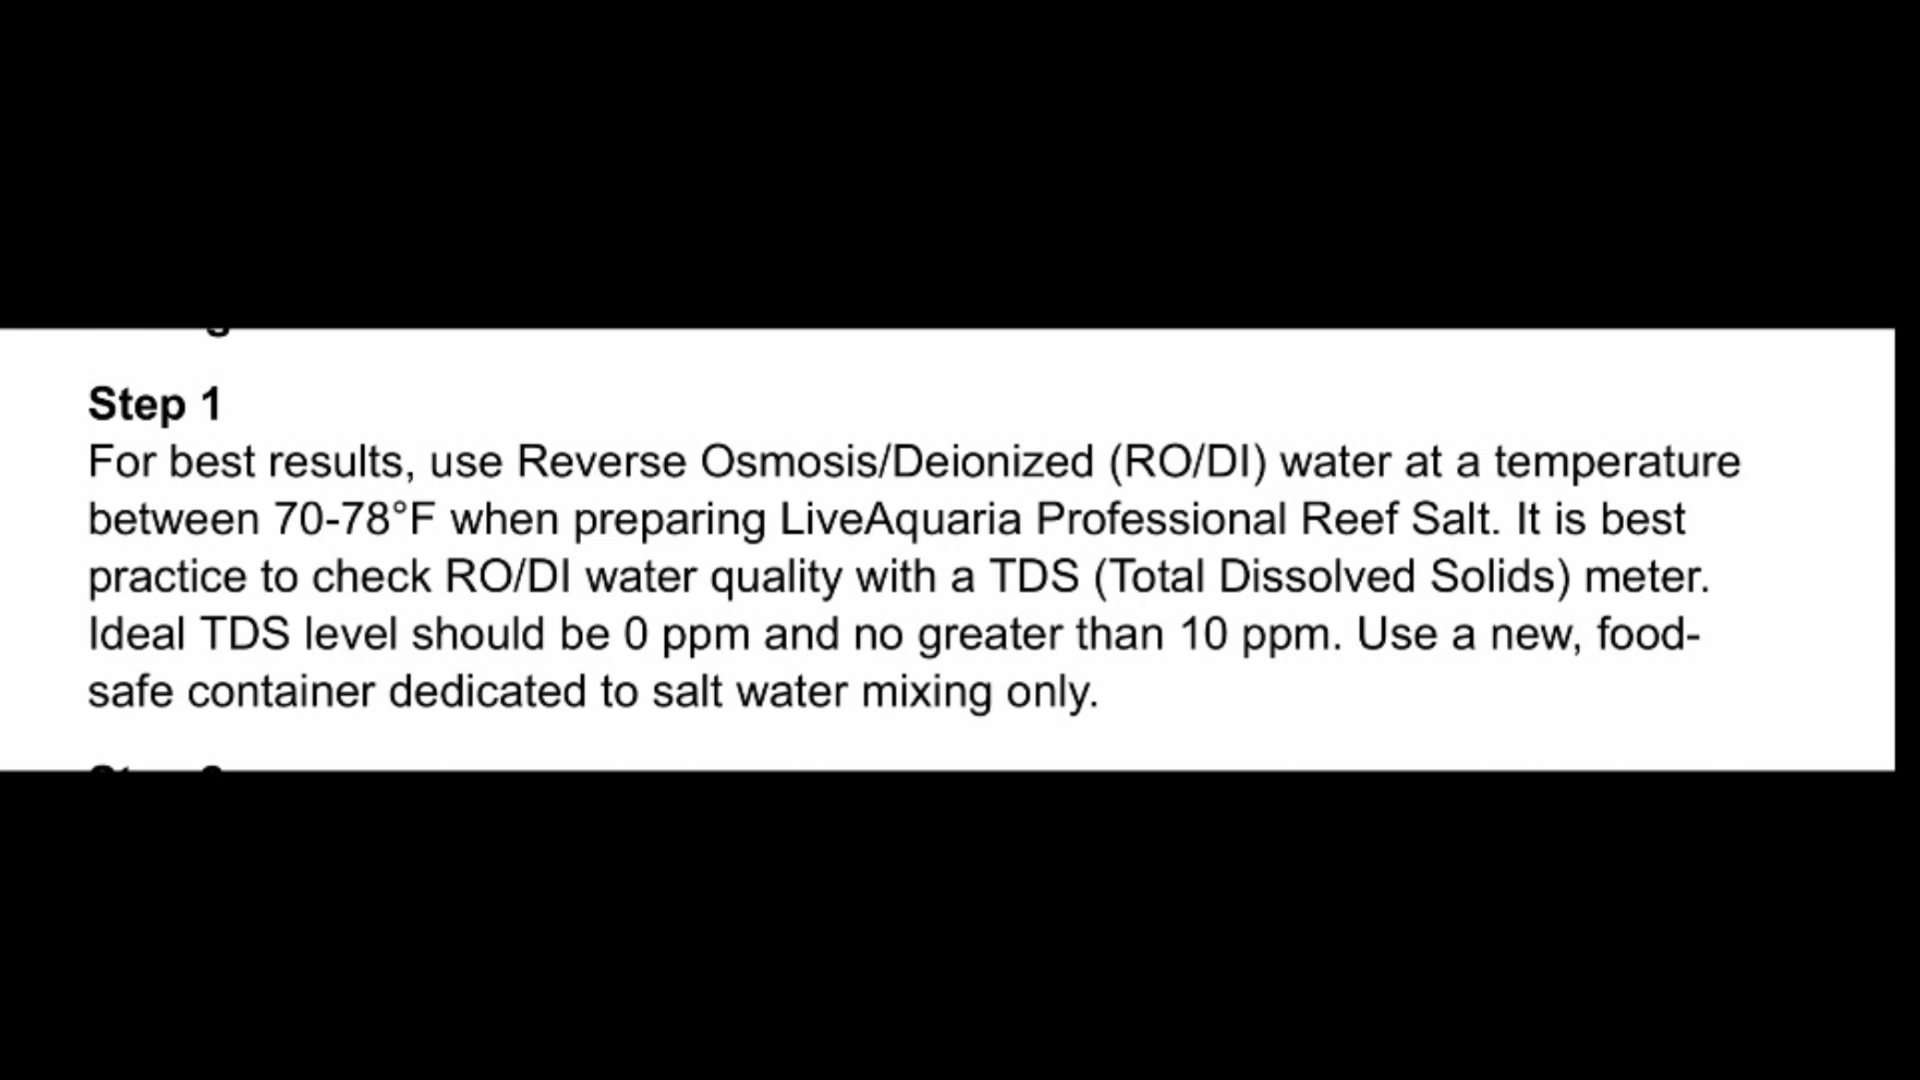 Step 1
For best results, use Reverse Osmosis/Deionized (RO/DI) water at a temperature
between 70-78°F when preparing LiveAquaria Professional Reef Salt. It is best
practice to check RO/DI water quality with a TDS (Total Dissolved Solids) meter.
Ideal TDS level should be 0 ppm and no greater than 10 ppm. Use a new, food-
safe container dedicated to salt water mixing only.